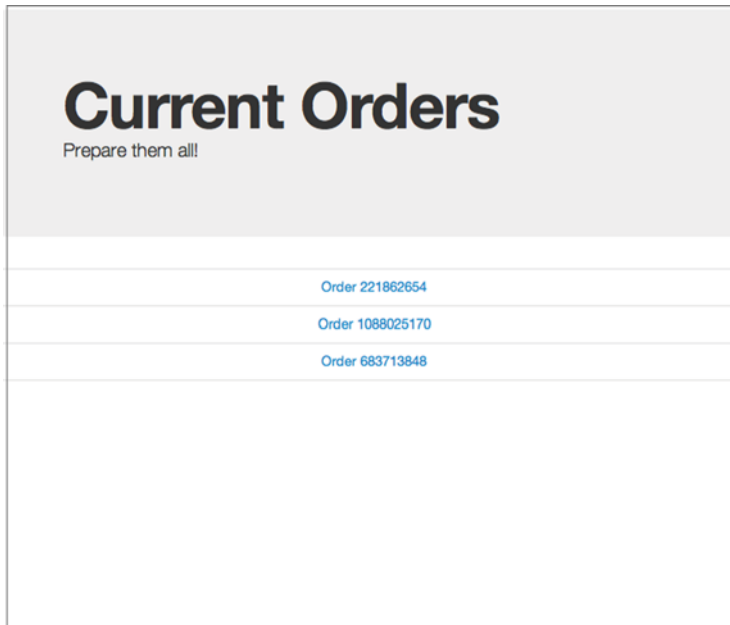 Current Orders
Prepare them all!
Order 221862654
Order 1088025170
Order 683713848